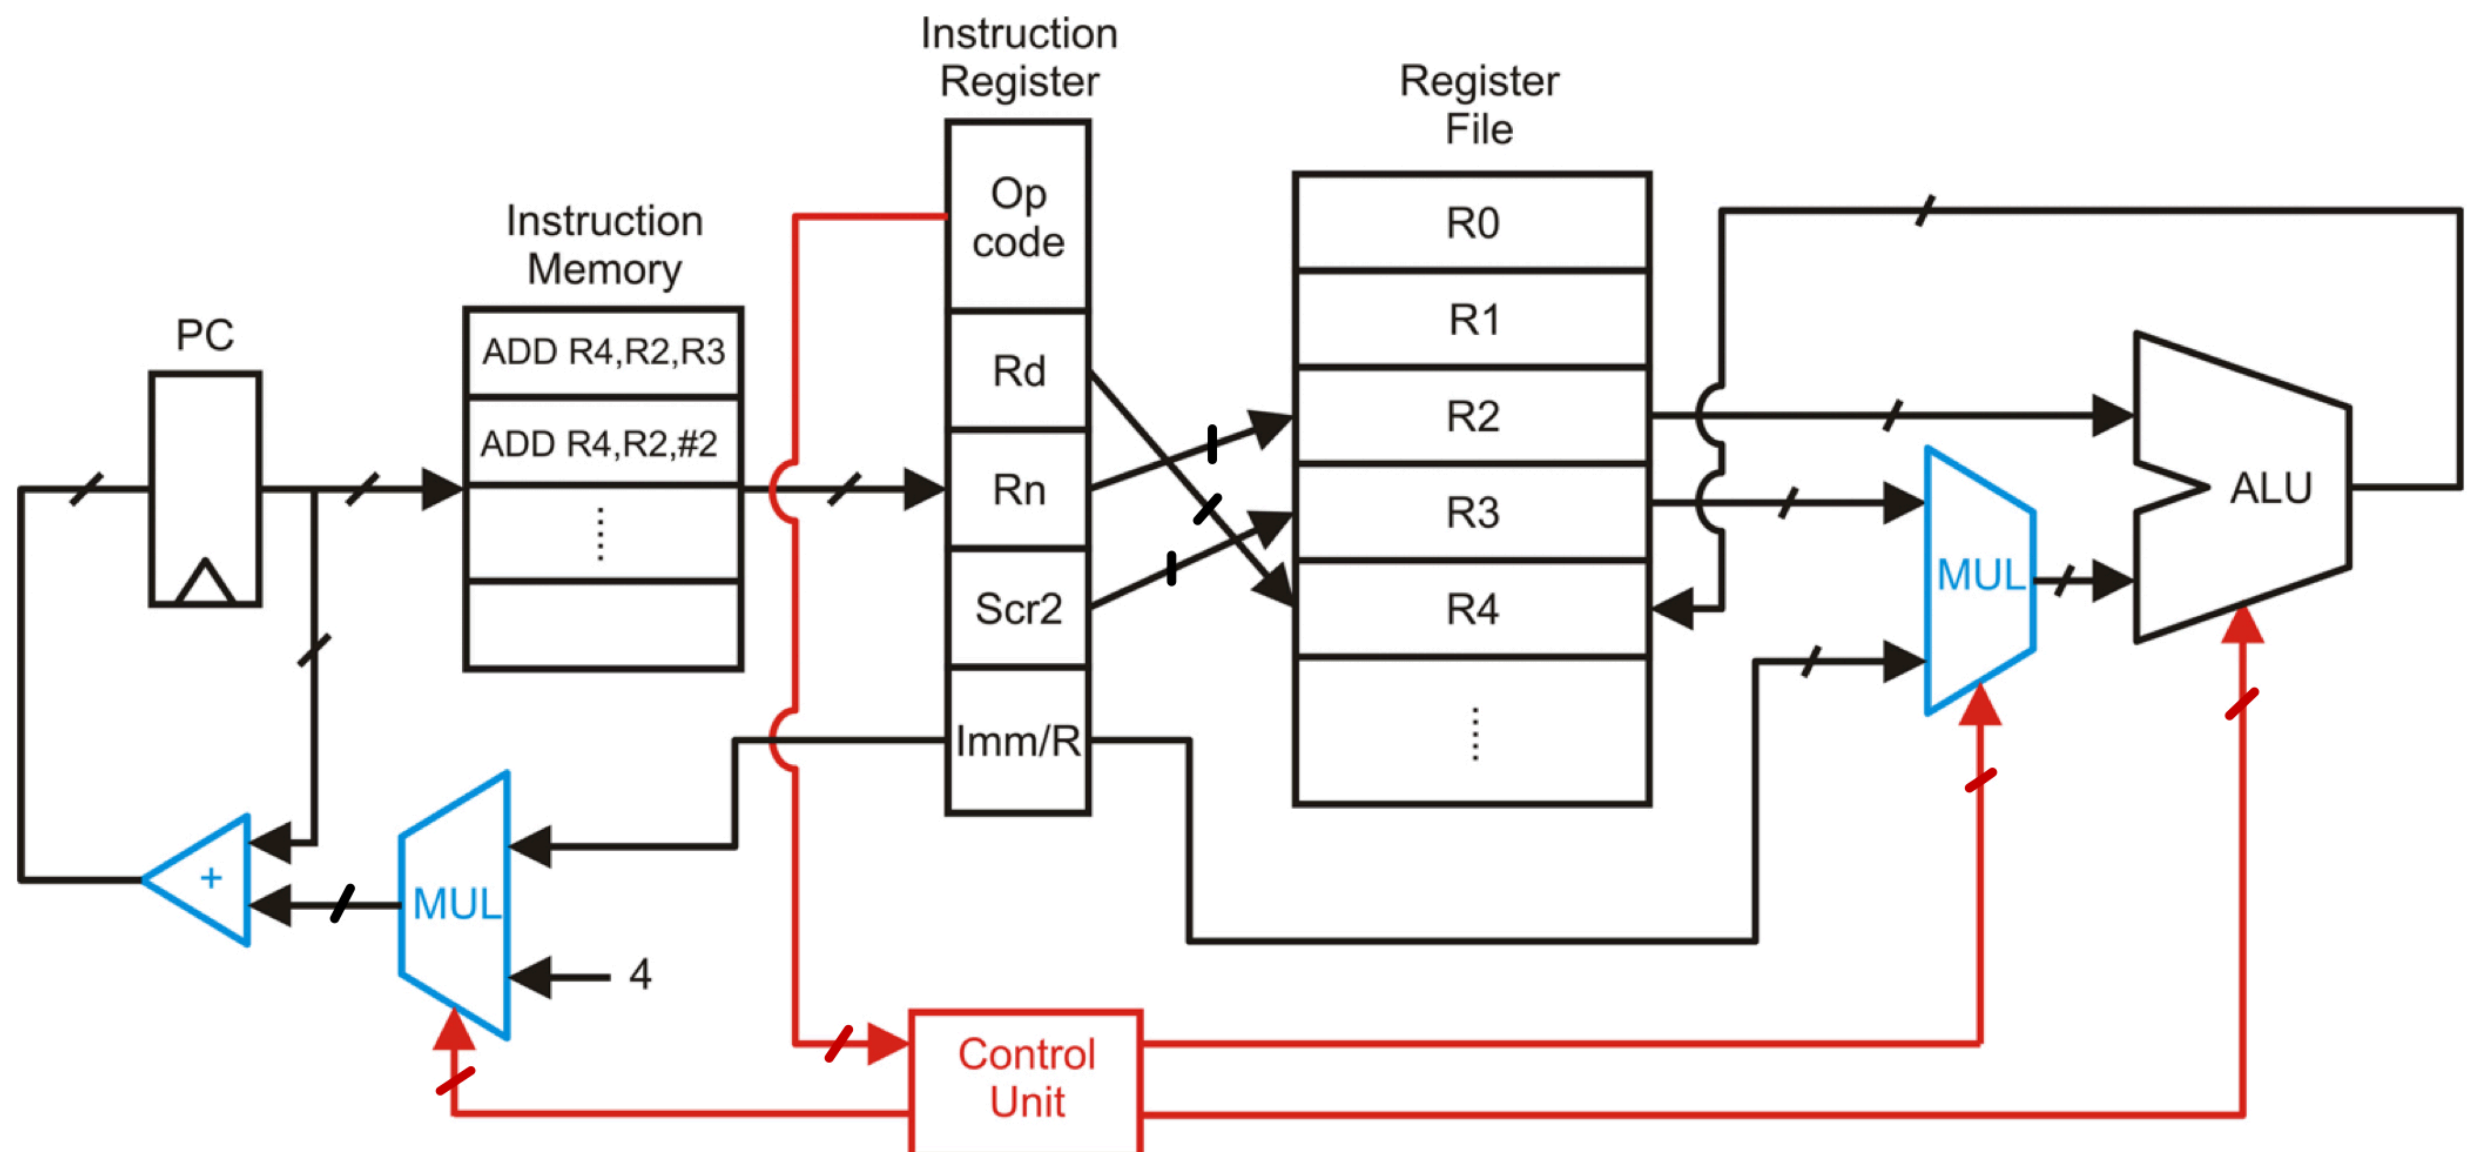 Instruction
Register
Register
File
Instruction
Memory
PC
ADD R4,R2,R3
ADD R4,R2,#2
Op
code
Rd
Rn
Scr2
Imm/R
R0
R1
R2
R3
R4
MUL
ALU
+
MUL
4
Control
Unit